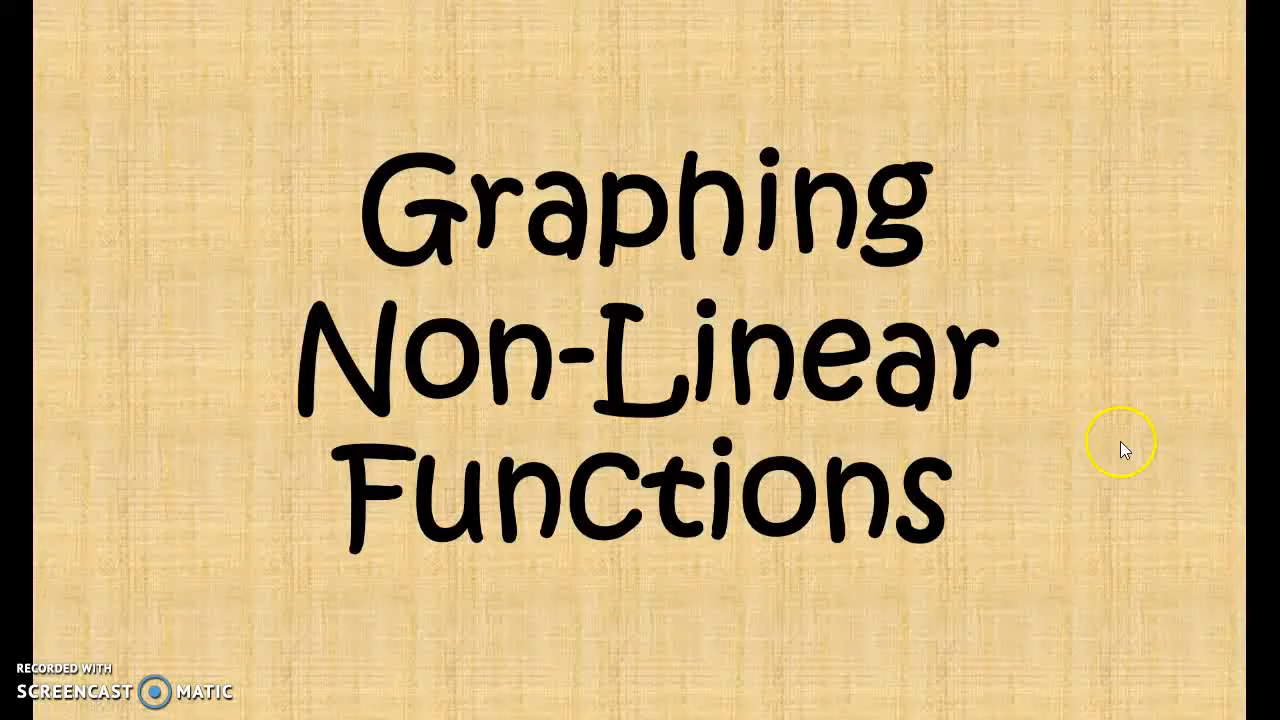 Graphing
Non-Linear
Functions
RECORDED WITH
SCREENCAST MATIC